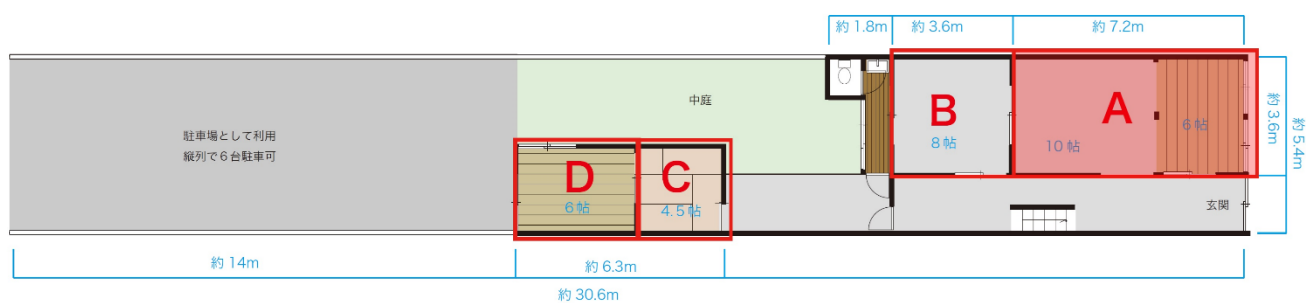 約 1.8m
約 3.6m
約 7.2m
中庭
駐車場として利用
縦列で６台駐車可
B
8 帖
A
10 帖
6 帖
約 3.6m
約 5.4m
D
6 帖
C
4.5 帖
玄関
約 14m
約 6.3m
約 30.6m